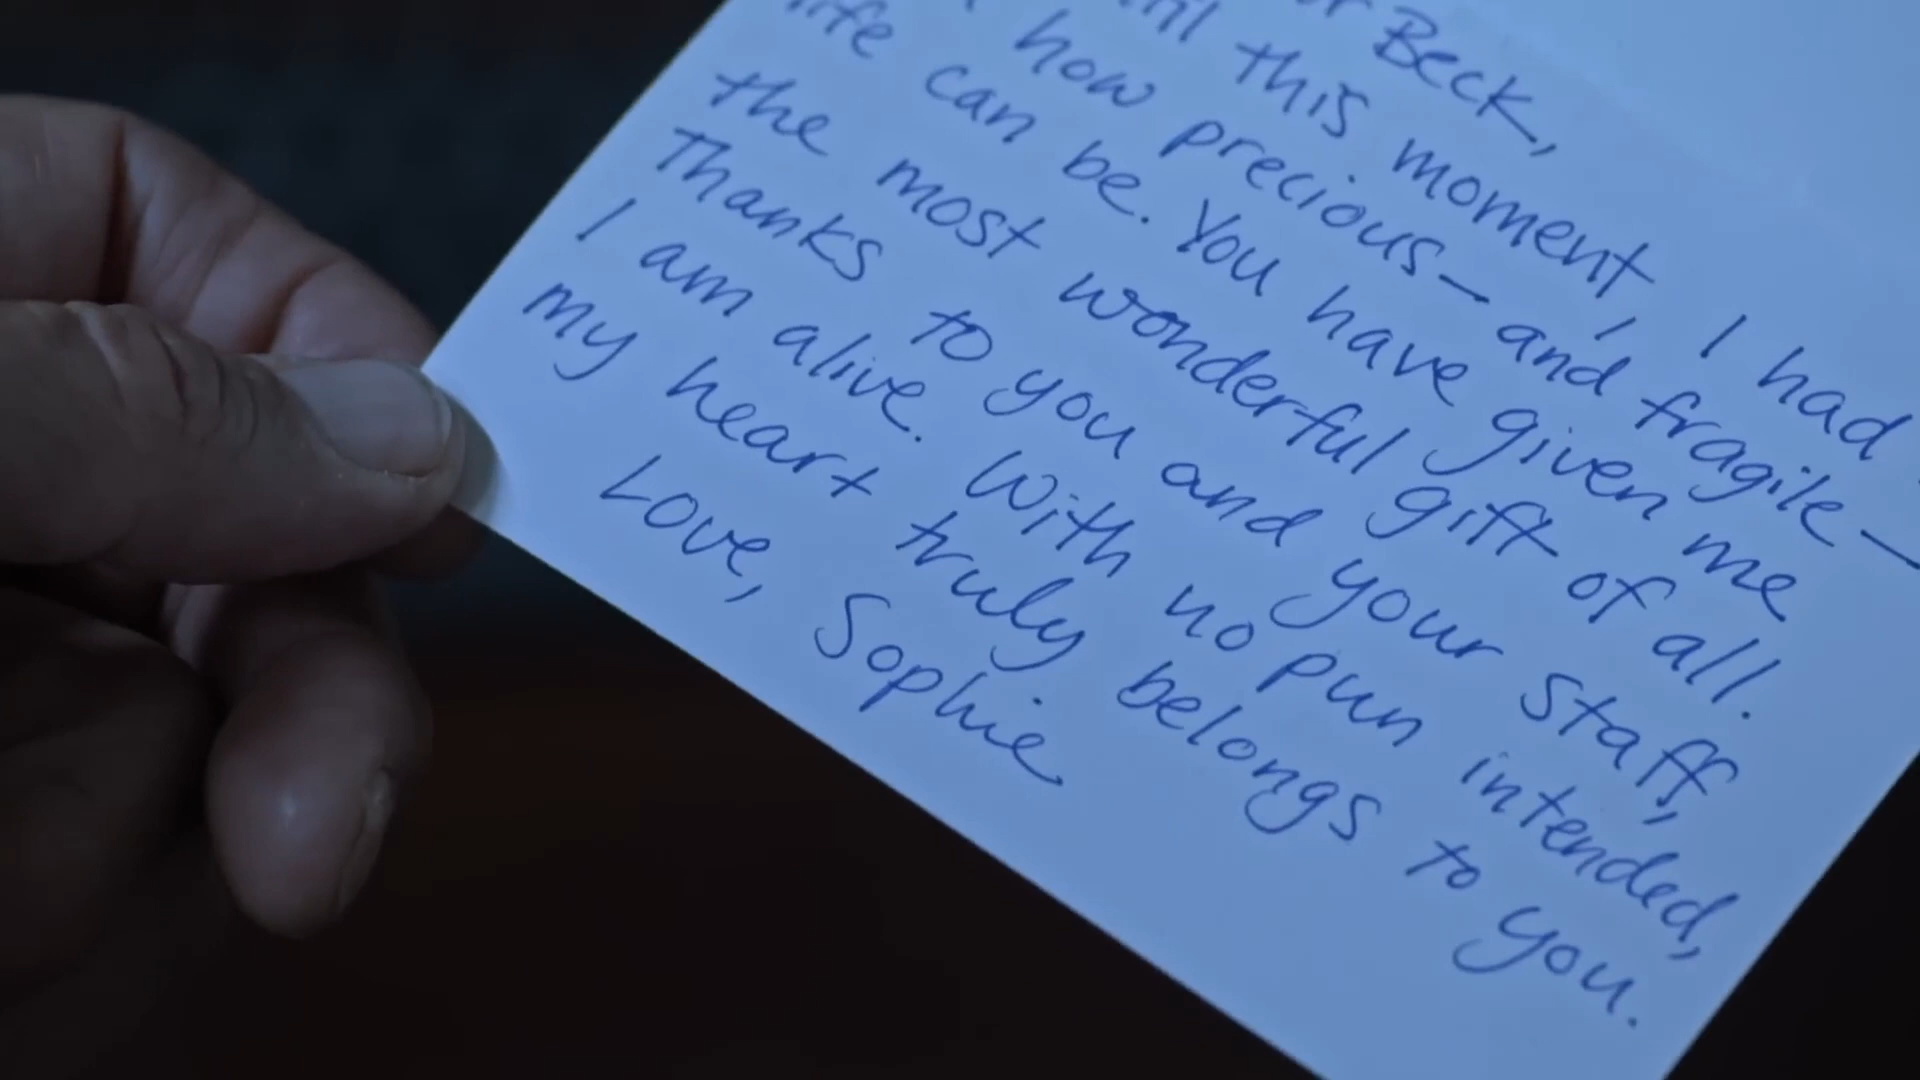 Beck,
this moment, I had
how precious—and fragile—
life can be. You have given me
the most wonderful gift of all.
Thanks to you and your staff,
I am alive. With no pun intended,
my heart truly belongs to you.
Love, Sophie